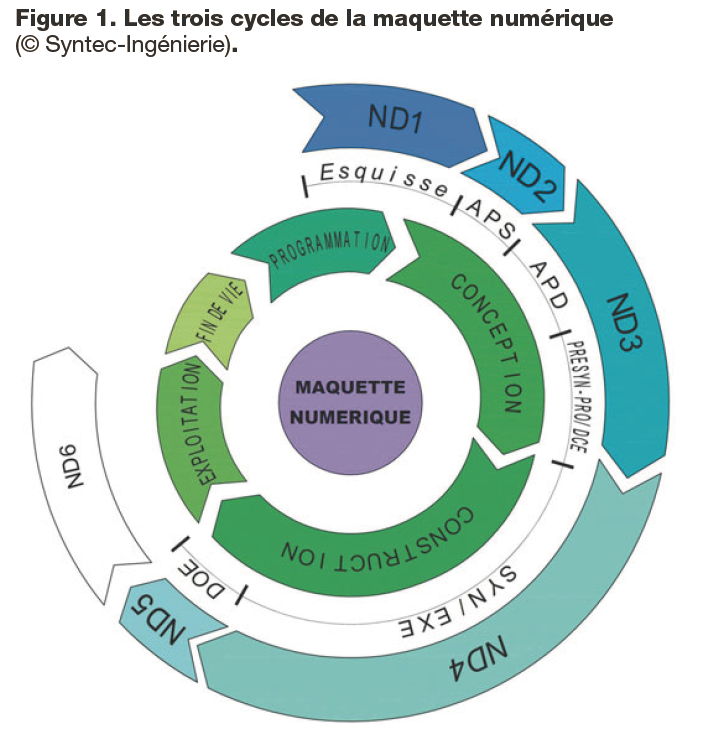 Figure 1. Les trois cycles de la maquette numérique
(© Syntec-Ingénierie).
ND1
ND2
ND3
ND4
ND5
ND6
Esquisse
APS
APD
PRESYN-PRO/DCE
SYN/EXE
DOE
PROGRAMMATION
CONCEPTION
CONSTRUCTION
EXPLOITATION
FIN DE VIE
MAQUETTE
NUMERIQUE